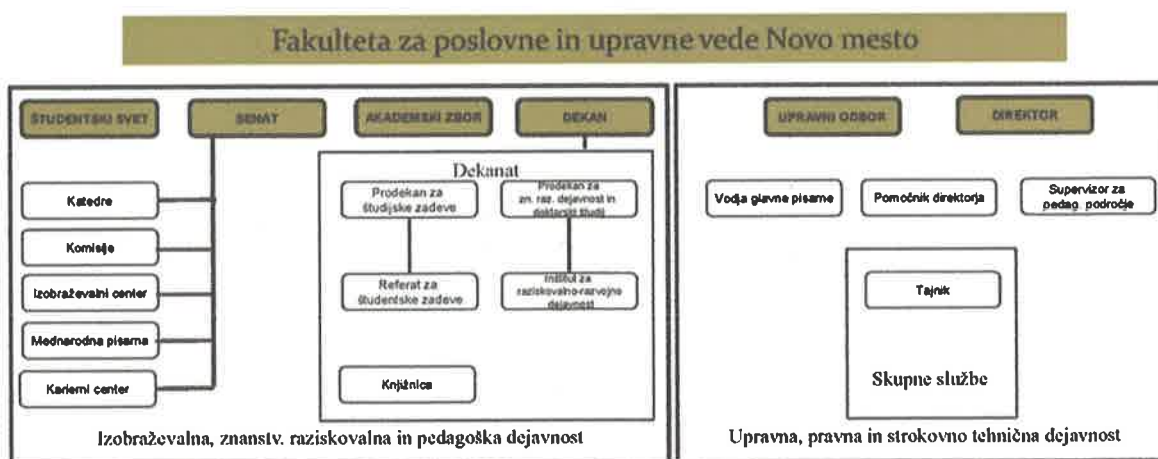 Fakulteta za poslovne in upravne vede Novo mesto
ŠTUDENTSKI SVET
SENAT
AKADEMSKI ZBOR
DEKAN
Katedre
Komisije
Izobraževalni center
Mednarodna pisarna
Karierni center
Dekanat
Prodekan za
študijske zadeve
Prodekan za
zn. raz. dejavnost in
doktorski študij
Referat za
študentske zadeve
Inštitut za
raziskovalno-razvojne
dejavnost
Knjižnica
Izobraževalna, znanstv. raziskovalna in pedagoška dejavnost
UPRAVNI ODBOR
DIREKTOR
Vodja glavne pisarne
Pomočnik direktorja
Supervizor za
pedag. področje
Tajnik
Skupne službe
Upravna, pravna in strokovno tehnična dejavnost